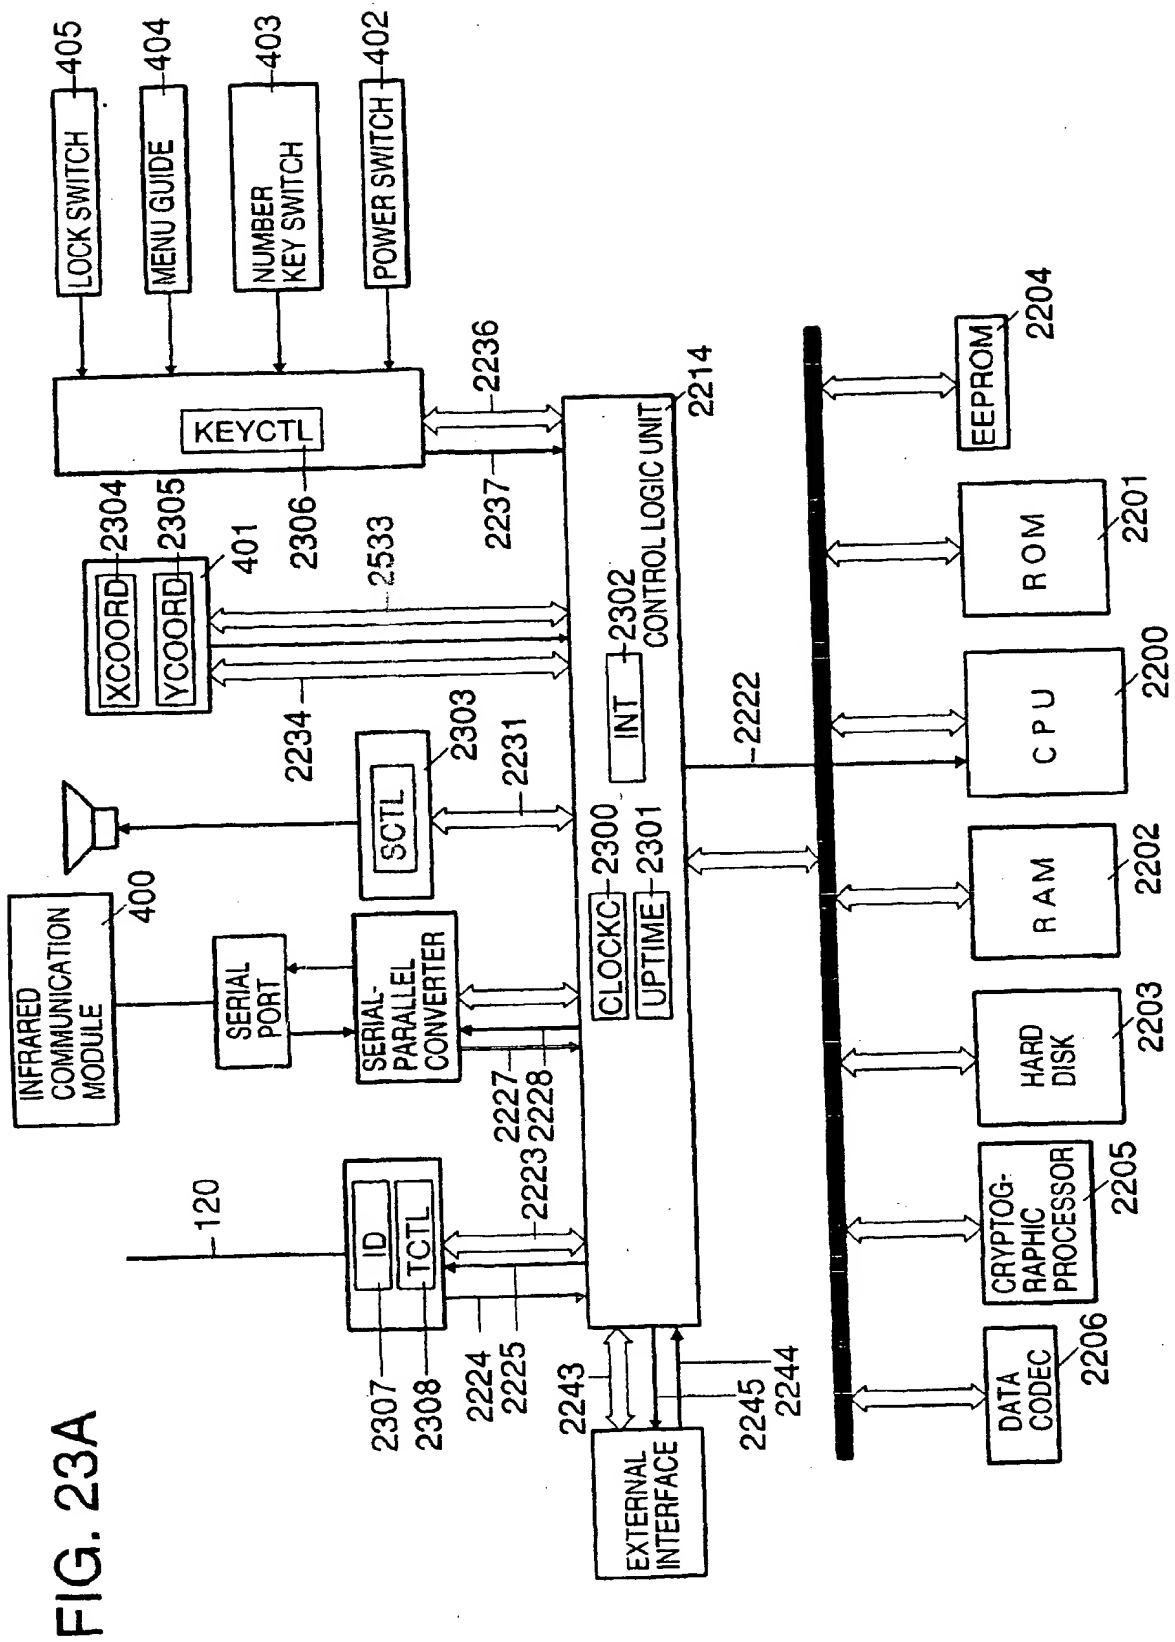 FIG. 23A
120
ID
TCTL
2307
2308
2224
2225
2223
INFRARED
COMMUNICATION
MODULE
400
SERIAL
PORT
SERIAL-
PARALLEL
CONVERTER
2227
2228
SCTL
2303
2231
XCOORD
YCOORD
2304
2305
401
2234
2533
KEYCTL
2306
2237
2236
LOCK SWITCH
405
MENU GUIDE
404
NUMBER
KEY SWITCH
403
POWER SWITCH
402
EXTERNAL
INTERFACE
2243
2245
2244
CLOCKC
2300
UPTIME
2301
INT
2302
CONTROL LOGIC UNIT
2214
2222
DATA
CODEC
2206
CRYPTOG-
RAPHIC
PROCESSOR
2205
HARD
DISK
2203
RAM
2202
CPU
2200
ROM
2201
EEPROM
2204